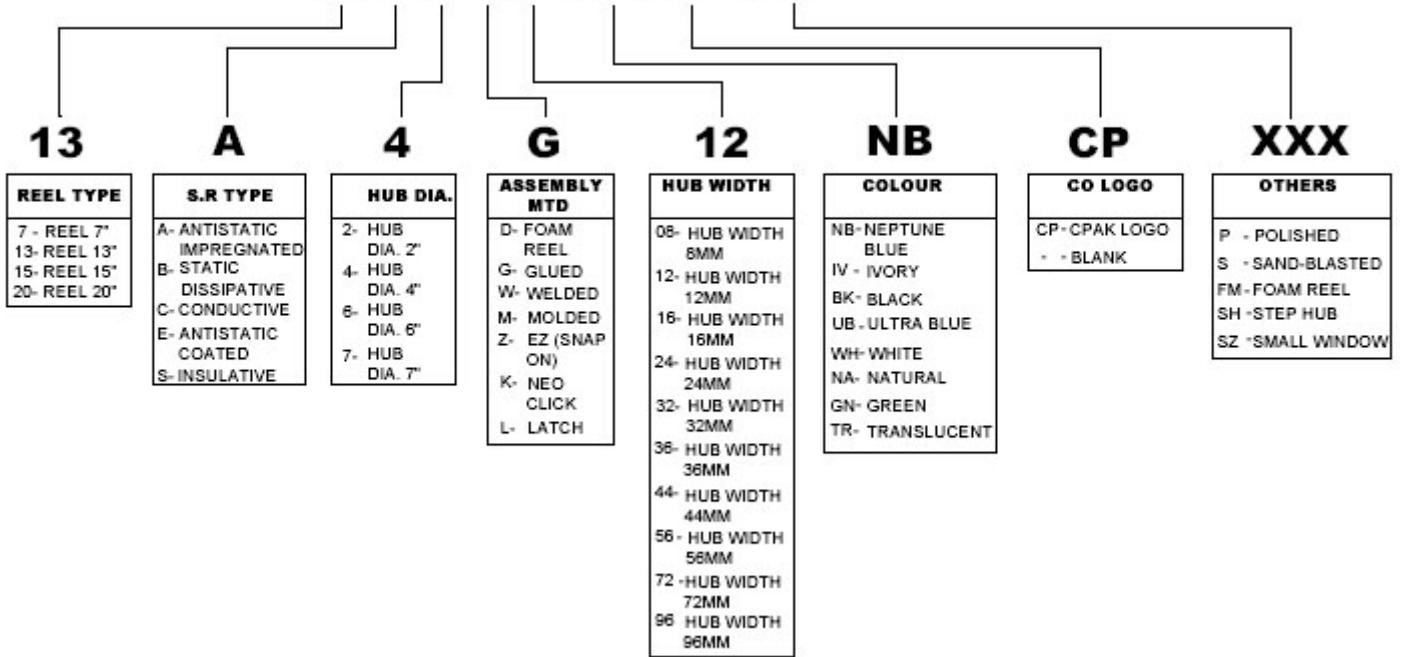 13 A 4 G 12 NB CP XXX
REEL TYPE
7 - REEL 7"
13- REEL 13"
15- REEL 15"
20- REEL 20"
S.R TYPE
A- ANTISTATIC
IMPREGNATED
B- STATIC
DISSIPATIVE
C- CONDUCTIVE
E- ANTISTATIC
COATED
S- INSULATIVE
HUB DIA.
2- HUB
DIA. 2"
4- HUB
DIA. 4"
6- HUB
DIA. 6"
7- HUB
DIA. 7"
ASSEMBLY
MTD
D- FOAM
REEL
G- GLUED
W- WELDED
M- MOLDED
Z- EZ (SNAP
ON)
K- NEO
CLICK
L- LATCH
HUB WIDTH
08- HUB WIDTH
8MM
12- HUB WIDTH
12MM
16- HUB WIDTH
16MM
24- HUB WIDTH
24MM
32- HUB WIDTH
32MM
36- HUB WIDTH
36MM
44- HUB WIDTH
44MM
56- HUB WIDTH
56MM
72 -HUB WIDTH
72MM
96 HUB WIDTH
96MM
COLOUR
NB- NEPTUNE
BLUE
IV - IVORY
BK- BLACK
UB - ULTRA BLUE
WH- WHITE
NA- NATURAL
GN- GREEN
TR- TRANSLUCENT
CO LOGO
CP- CPAK LOGO
- - BLANK
OTHERS
P - POLISHED
S - SAND-BLASTED
FM- FOAM REEL
SH -STEP HUB
SZ -SMALL WINDOW